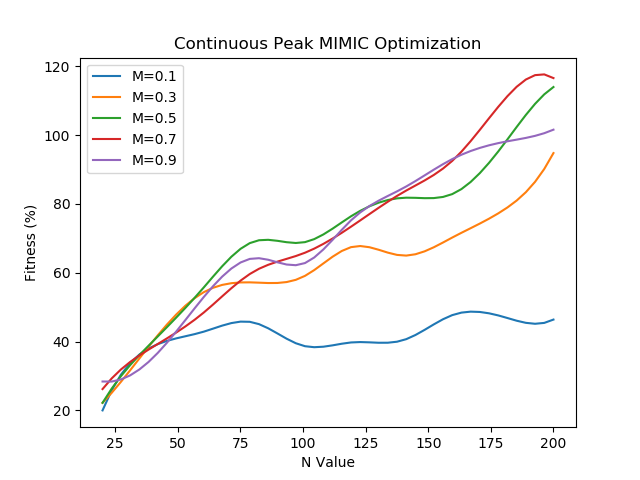 Continuous Peak MIMIC Optimization
M=0.1
M=0.3
M=0.5
M=0.7
M=0.9
Fitness (%)
120
100
80
60
40
20
25
50
75
100
125
150
175
200
N Value